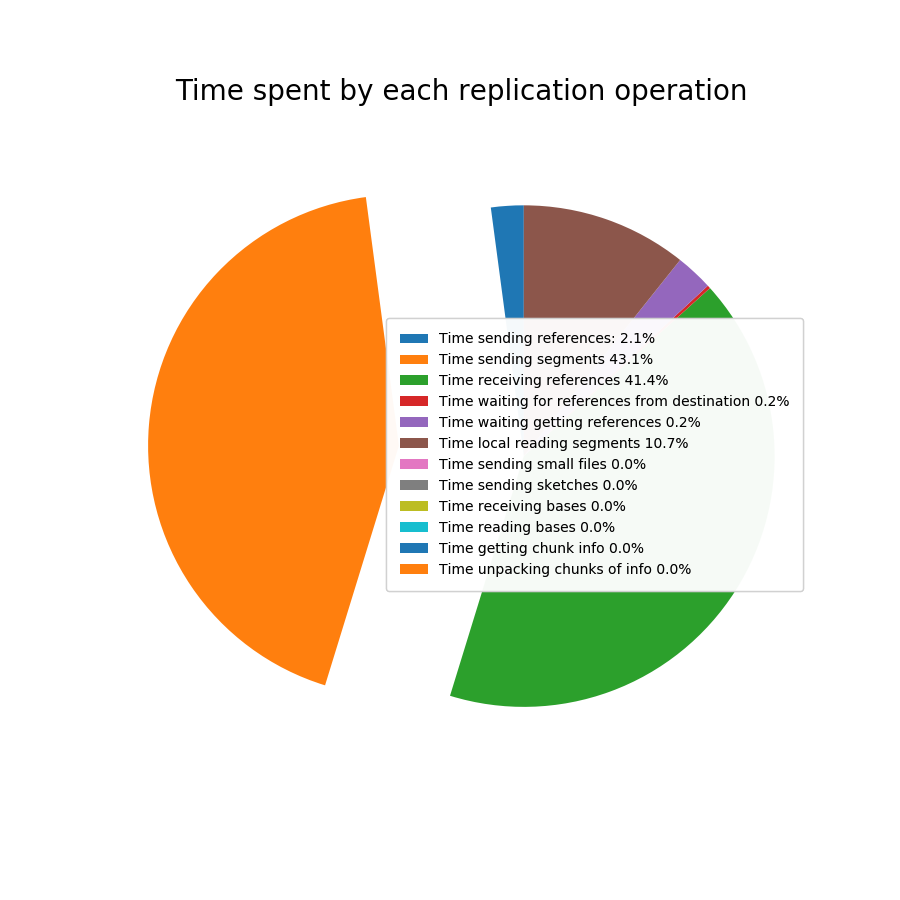 Time spent by each replication operation
Time sending references: 2.1%
Time sending segments 43.1%
Time receiving references 41.4%
Time waiting for references from destination 0.2%
Time waiting getting references 0.2%
Time local reading segments 10.7%
Time sending small files 0.0%
Time sending sketches 0.0%
Time receiving bases 0.0%
Time reading bases 0.0%
Time getting chunk info 0.0%
Time unpacking chunks of info 0.0%